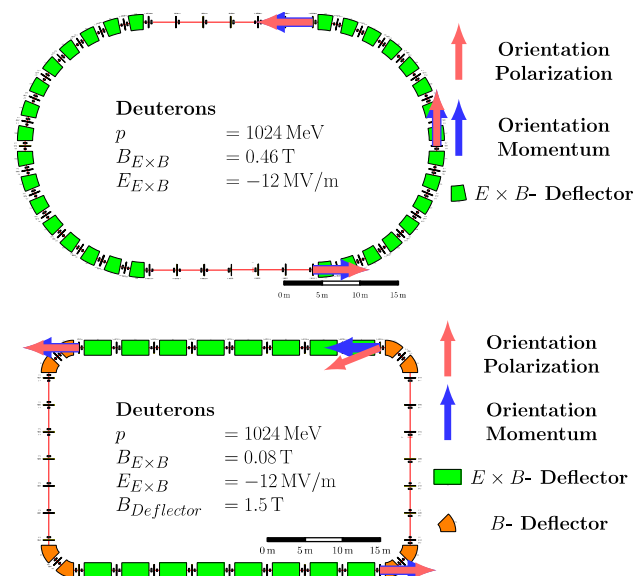 Orientation
Polarization
Deuterons
p = 1024 MeV
B_{E×B} = 0.46 T
E_{E×B} = −12 MV/m
Orientation
Momentum
E × B- Deflector
0 m 5 m 10 m 15 m
Orientation
Polarization
Deuterons
p = 1024 MeV
B_{E×B} = 0.08 T
E_{E×B} = −12 MV/m
B_{Deflector} = 1.5 T
Orientation
Momentum
E × B- Deflector
B- Deflector
0 m 5 m 10 m 15 m